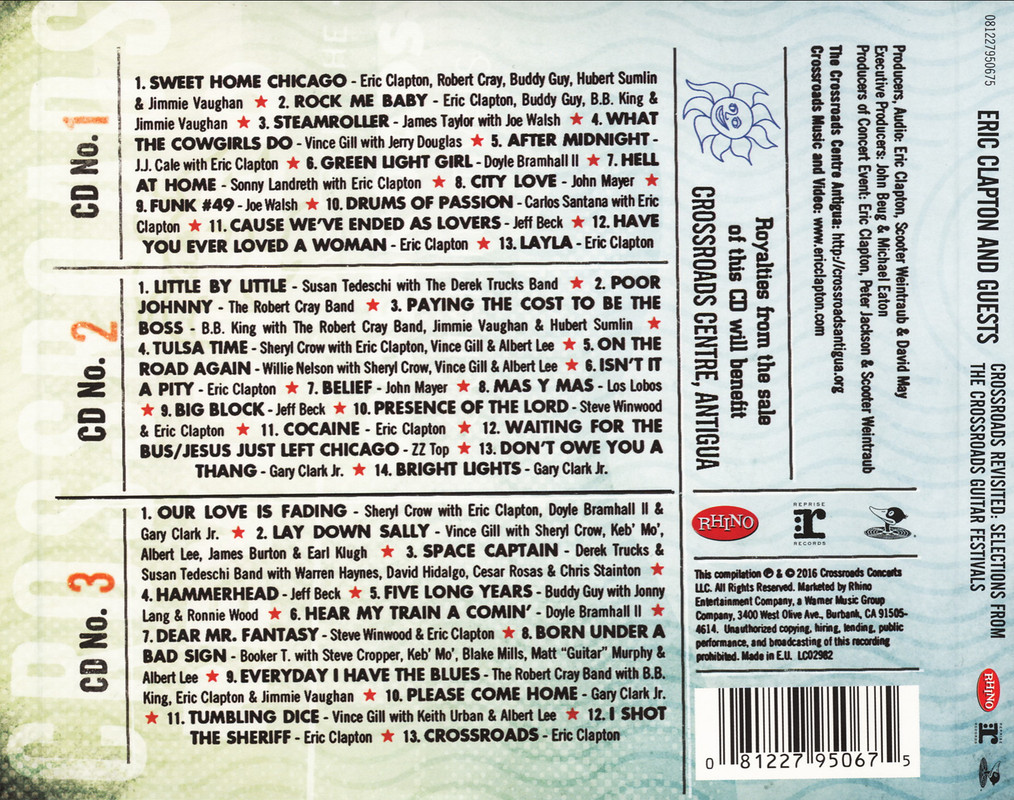 CD No. 1
1. SWEET HOME CHICAGO - Eric Clapton, Robert Cray, Buddy Guy, Hubert Sumlin
& Jimmie Vaughan ★ 2. ROCK ME BABY - Eric Clapton, Buddy Guy, B.B. King &
Jimmie Vaughan ★ 3. STEAMROLLER - James Taylor with Joe Walsh ★ 4. WHAT
THE COWGIRLS DO - Vince Gill with Jerry Douglas ★ 5. AFTER MIDNIGHT -
J.J. Cale with Eric Clapton ★ 6. GREEN LIGHT GIRL - Doyle Bramhall II ★ 7. HELL
AT HOME - Sonny Landreth with Eric Clapton ★ 8. CITY LOVE - John Mayer ★
9. FUNK #49 - Joe Walsh ★ 10. DRUMS OF PASSION - Carlos Santana with Eric
Clapton ★ 11. CAUSE WE'VE ENDED AS LOVERS - Jeff Beck ★ 12. HAVE
YOU EVER LOVED A WOMAN - Eric Clapton ★ 13. LAYLA - Eric Clapton
CD No. 2
1. LITTLE BY LITTLE - Susan Tedeschi with The Derek Trucks Band ★ 2. POOR
JOHNNY - The Robert Cray Band ★ 3. PAYING THE COST TO BE THE
BOSS - B.B. King with The Robert Cray Band, Jimmie Vaughan & Hubert Sumlin ★
4. TULSA TIME - Sheryl Crow with Eric Clapton, Vince Gill & Albert Lee ★ 5. ON THE
ROAD AGAIN - Willie Nelson with Sheryl Crow, Vince Gill & Albert Lee ★ 6. ISN'T IT
A PITY - Eric Clapton ★ 7. BELIEF - John Mayer ★ 8. MAS Y MAS - Los Lobos
★ 9. BIG BLOCK - Jeff Beck ★ 10. PRESENCE OF THE LORD - Steve Winwood
& Eric Clapton ★ 11. COCAINE - Eric Clapton ★ 12. WAITING FOR THE
BUS/JESUS JUST LEFT CHICAGO - ZZ Top ★ 13. DON'T OWE YOU A
THANG - Gary Clark Jr. ★ 14. BRIGHT LIGHTS - Gary Clark Jr.
CD No. 3
1. OUR LOVE IS FADING - Sheryl Crow with Eric Clapton, Doyle Bramhall II &
Gary Clark Jr. ★ 2. LAY DOWN SALLY - Vince Gill with Sheryl Crow, Keb' Mo',
Albert Lee, James Burton & Earl Klugh ★ 3. SPACE CAPTAIN - Derek Trucks &
Susan Tedeschi Band with Warren Haynes, David Hidalgo, Cesar Rosas & Chris Stainton ★
4. HAMMERHEAD - Jeff Beck ★ 5. FIVE LONG YEARS - Buddy Guy with Jonny
Lang & Ronnie Wood ★ 6. HEAR MY TRAIN A COMIN' - Doyle Bramhall II ★
7. DEAR MR. FANTASY - Steve Winwood & Eric Clapton ★ 8. BORN UNDER A
BAD SIGN - Booker T. with Steve Cropper, Keb' Mo', Blake Mills, Matt "Guitar" Murphy &
Albert Lee ★ 9. EVERYDAY I HAVE THE BLUES - The Robert Cray Band with B.B.
King, Eric Clapton & Jimmie Vaughan ★ 10. PLEASE COME HOME - Gary Clark Jr.
★ 11. TUMBLING DICE - Vince Gill with Keith Urban & Albert Lee ★ 12. I SHOT
THE SHERIFF - Eric Clapton ★ 13. CROSSROADS - Eric Clapton
Royalties from the sale
of this CD will benefit
CROSSROADS CENTRE, ANTIGUA
Producers Audio: Eric Clapton, Scooter Weintraub & David May
Executive Producers: John Beug & Michael Eaton
Producers of Concert Event: Eric Clapton, Peter Jackson & Scooter Weintraub
The Crossroads Centre Antigua: http://crossroadsantigua.org
Crossroads Music and Video: www.ericclapton.com
RHINO
REPRISE
r
RECORDS
This compilation ℗ & © 2016 Crossroads Concerts
LLC. All Rights Reserved. Marketed by Rhino
Entertainment Company, a Warner Music Group
Company, 3400 West Olive Ave., Burbank, CA 91505-
4614. Unauthorized copying, hiring, lending, public
performance, and broadcasting of this recording
prohibited. Made in E.U. LC02982
0 81227 95067 5
081227950675
ERIC CLAPTON AND GUESTS
CROSSROADS REVISITED: SELECTIONS FROM
THE CROSSROADS GUITAR FESTIVALS
RHINO
REPRISE
r